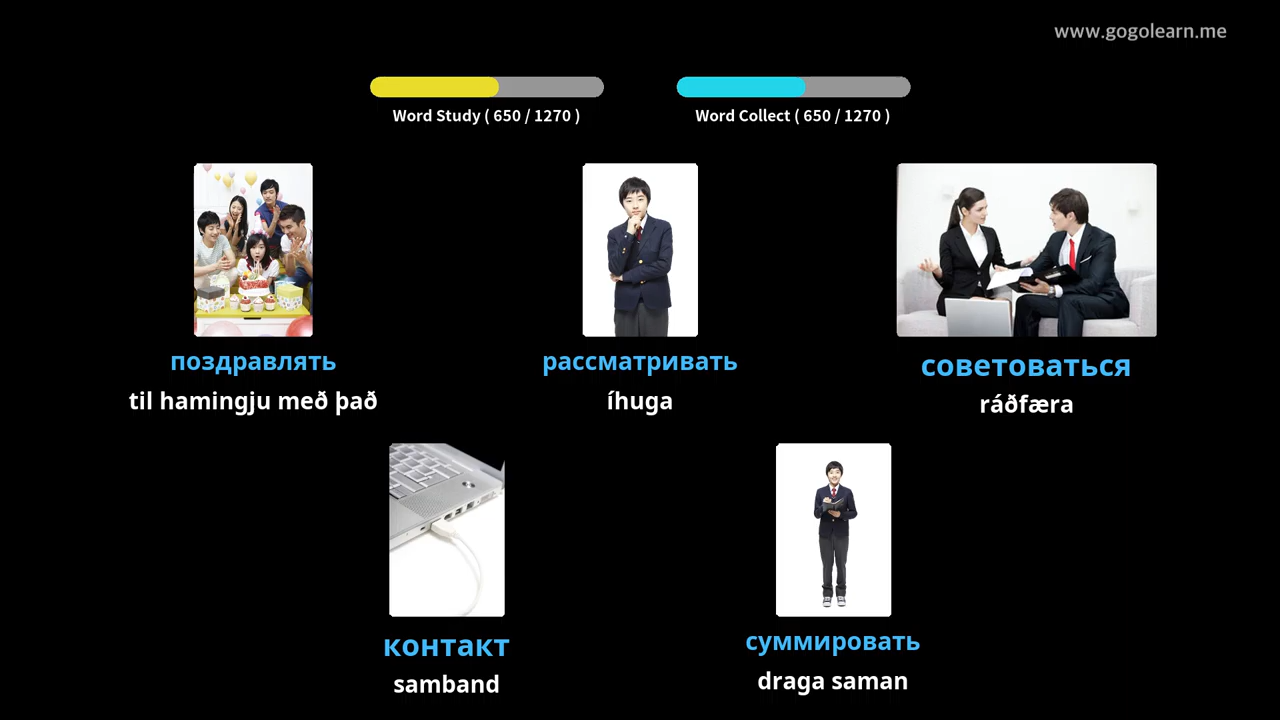 www.gogolearn.me
Word Study ( 650 / 1270 )
Word Collect ( 650 / 1270 )
поздравлять
til hamingju með það
рассматривать
íhuga
советоваться
ráðfæra
контакт
samband
суммировать
draga saman